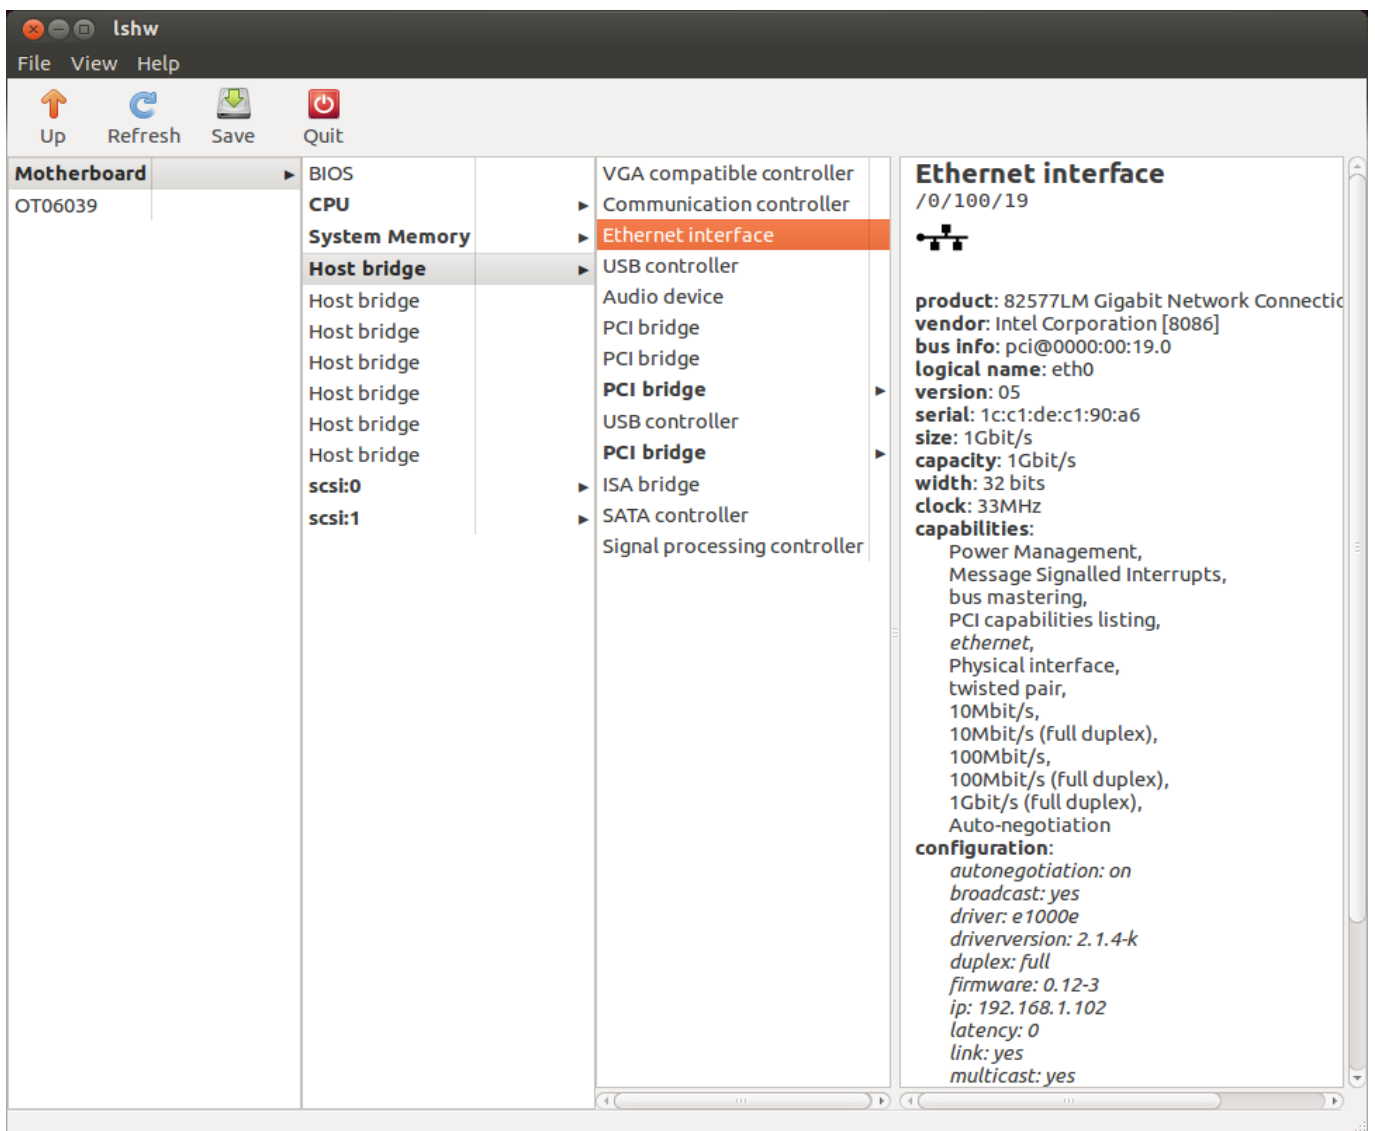 lshw
File View Help
Up Refresh Save Quit
Motherboard
OT06039
BIOS
CPU
System Memory
Host bridge
Host bridge
Host bridge
Host bridge
Host bridge
Host bridge
Host bridge
scsi:0
scsi:1
VGA compatible controller
Communication controller
Ethernet interface
USB controller
Audio device
PCI bridge
PCI bridge
PCI bridge
USB controller
PCI bridge
ISA bridge
SATA controller
Signal processing controller
Ethernet interface
/0/100/19
product: 82577LM Gigabit Network Connectic
vendor: Intel Corporation [8086]
bus info: pci@0000:00:19.0
logical name: eth0
version: 05
serial: 1c:c1:de:c1:90:a6
size: 1Gbit/s
capacity: 1Gbit/s
width: 32 bits
clock: 33MHz
capabilities:
Power Management,
Message Signalled Interrupts,
bus mastering,
PCI capabilities listing,
ethernet,
Physical interface,
twisted pair,
10Mbit/s,
10Mbit/s (full duplex),
100Mbit/s,
100Mbit/s (full duplex),
1Gbit/s (full duplex),
Auto-negotiation
configuration:
autonegotiation: on
broadcast: yes
driver: e1000e
driverversion: 2.1.4-k
duplex: full
firmware: 0.12-3
ip: 192.168.1.102
latency: 0
link: yes
multicast: yes